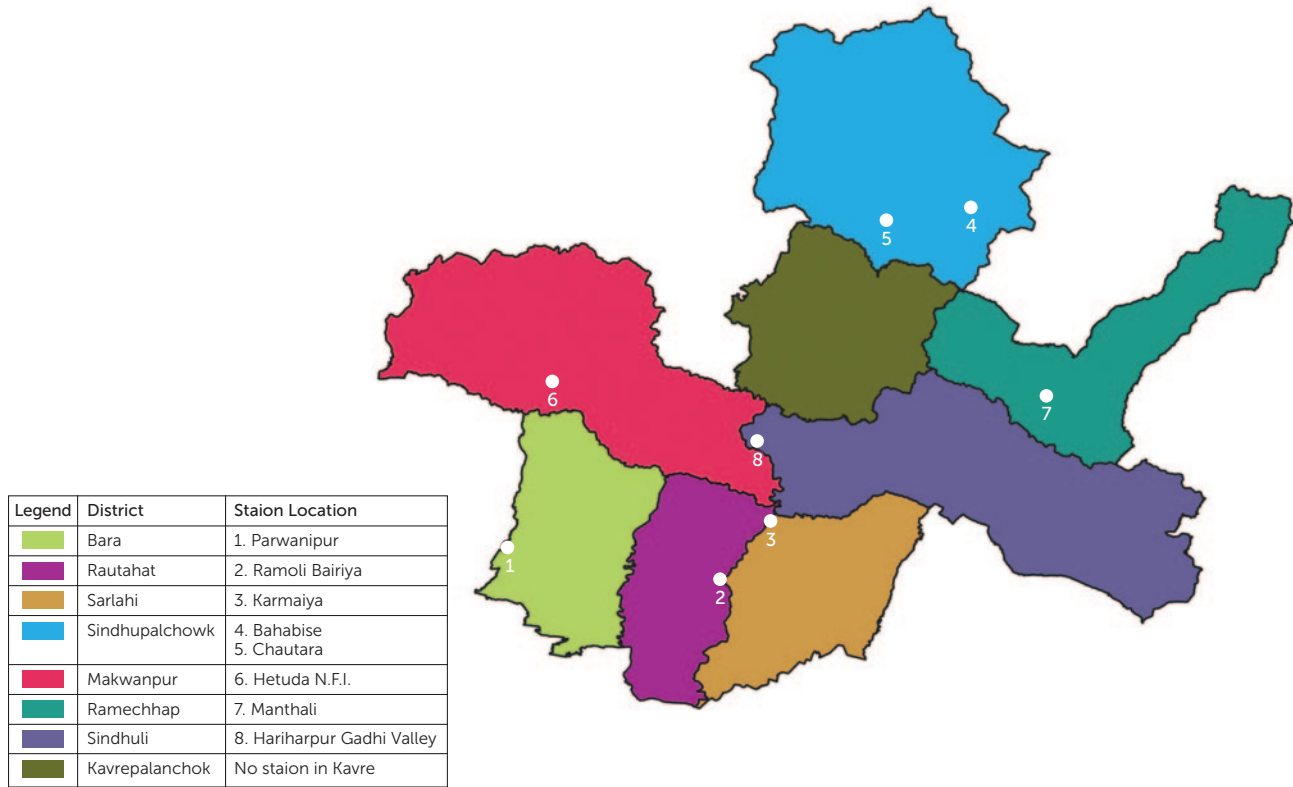 5
4
6
7
8
3
1
2
Legend District Staion Location
Bara 1. Parwanipur
Rautahat 2. Ramoli Bairiya
Sarlahi 3. Karmaiya
Sindhupalchowk 4. Bahabise
5. Chautara
Makwanpur 6. Hetuda N.F.I.
Ramechhap 7. Manthali
Sindhuli 8. Hariharpur Gadhi Valley
Kavrepalanchok No staion in Kavre